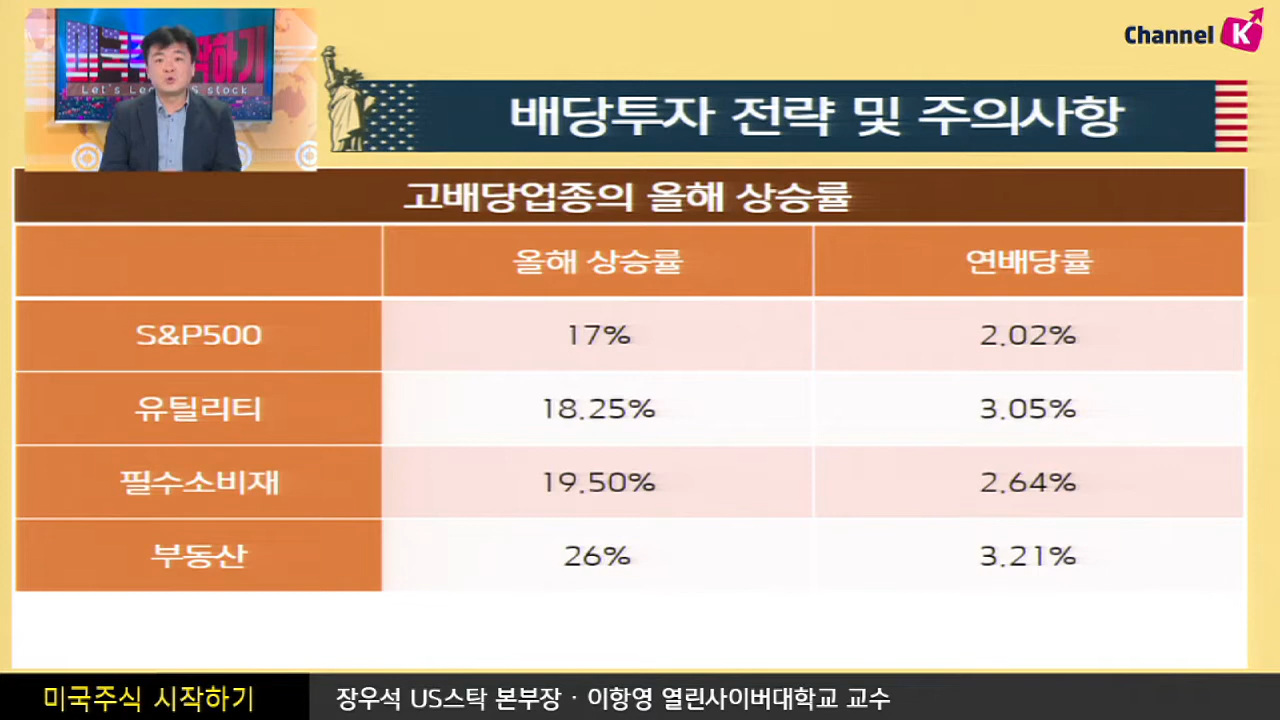 Channel K
Let's Le
stock
배당투자 전략 및 주의사항
고배당업종의 올해 상승률
올해 상승률 연배당률
S&P500 17% 2.02%
유틸리티 18.25% 3.05%
필수소비재 19.50% 2.64%
부동산 26% 3.21%
미국주식 시작하기 장우석 US스탁 본부장 · 이항영 열린사이버대학교 교수